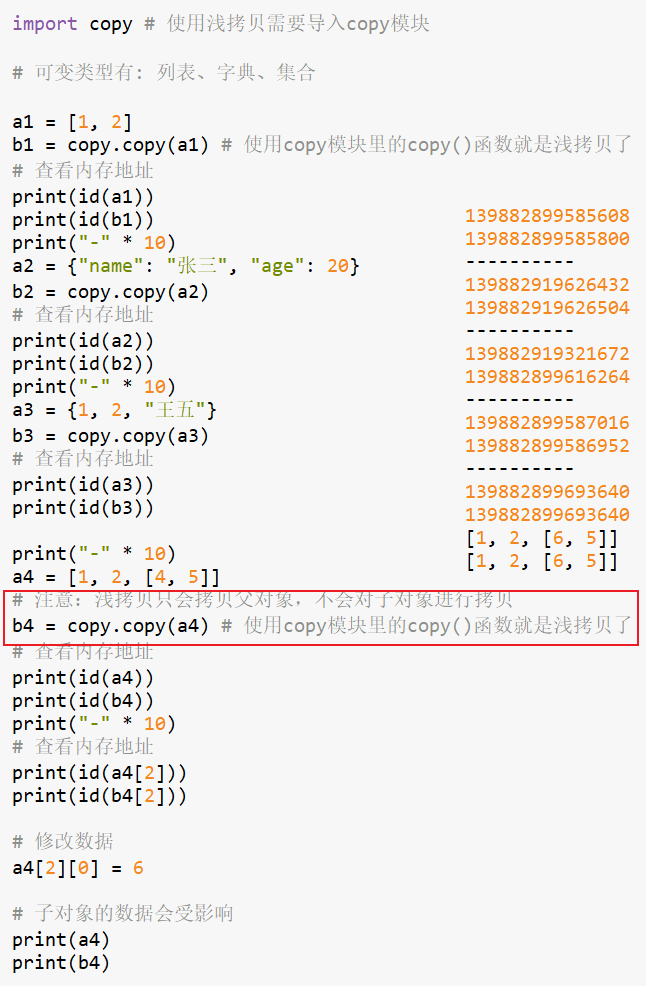 import copy # 使用浅拷贝需要导入copy模块
# 可变类型有: 列表、字典、集合
a1 = [1, 2]
b1 = copy.copy(a1) # 使用copy模块里的copy()函数就是浅拷贝了
# 查看内存地址
print(id(a1))
print(id(b1))
print("-" * 10)
a2 = {"name": "张三", "age": 20}
b2 = copy.copy(a2)
# 查看内存地址
print(id(a2))
print(id(b2))
print("-" * 10)
a3 = {1, 2, "王五"}
b3 = copy.copy(a3)
# 查看内存地址
print(id(a3))
print(id(b3))
print("-" * 10)
a4 = [1, 2, [4, 5]]
# 注意: 浅拷贝只会拷贝父对象，不会对子对象进行拷贝
b4 = copy.copy(a4) # 使用copy模块里的copy()函数就是浅拷贝了
# 查看内存地址
print(id(a4))
print(id(b4))
print("-" * 10)
# 查看内存地址
print(id(a4[2]))
print(id(b4[2]))
# 修改数据
a4[2][0] = 6
# 子对象的数据会受影响
print(a4)
print(b4)
139882899585608
139882899585800
----------
139882919626432
139882919626504
----------
139882919321672
139882899616264
----------
139882899587016
139882899586952
----------
139882899693640
139882899693640
[1, 2, [6, 5]]
[1, 2, [6, 5]]